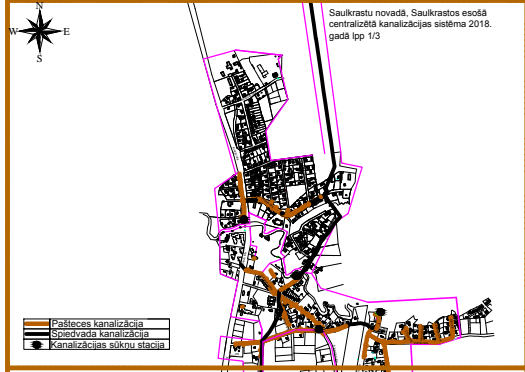 N
W E
S
Saulkrastu novadā, Saulkrastos esošā
centralizētā kanalizācijas sistēma 2018.
gadā lpp 1/3
Pašteces kanalizācija
Spiedvada kanalizācija
Kanalizācijas sūkņu stacija